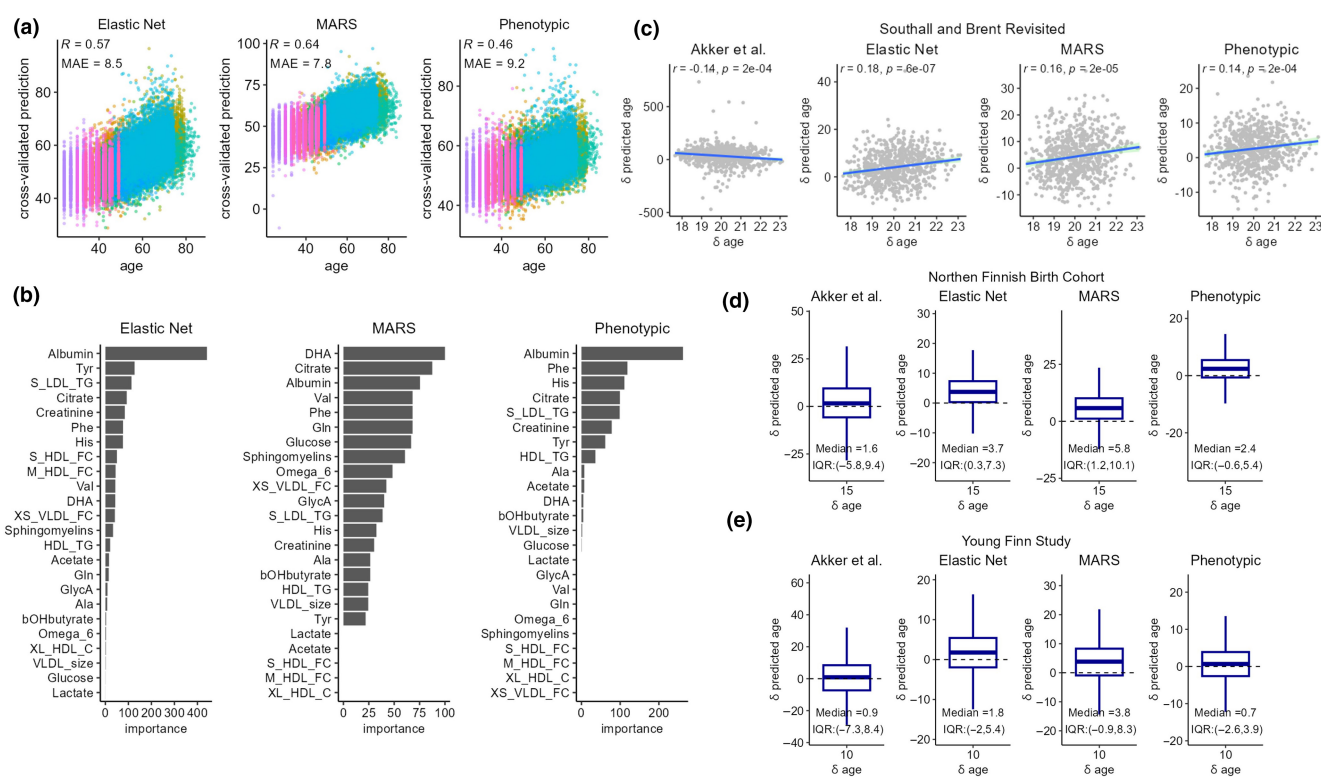 (a)
Elastic Net
MARS
Phenotypic
R = 0.57
MAE = 8.5
R = 0.64
MAE = 7.8
R = 0.46
MAE = 9.2
cross-validated prediction
80
60
40
40
60
80
age
cross-validated prediction
100
75
50
25
0
40
60
80
age
cross-validated prediction
80
60
40
40
60
80
age
(b)
Elastic Net
Albumin
Tyr
S_LDL_TG
Citrate
Creatinine
Phe
His
S_HDL_FC
M_HDL_FC
Val
DHA
XS_VLDL_FC
Sphingomyelins
HDL_TG
Acetate
Gln
GlycA
Ala
bOHbutyrate
Omega_6
XL_HDL_C
VLDL_size
Glucose
Lactate
0 100 200 300 400
importance
MARS
DHA
Citrate
Albumin
Val
Phe
Gln
Glucose
Sphingomyelins
Omega_6
XS_VLDL_FC
GlycA
S_LDL_TG
His
Creatinine
Ala
bOHbutyrate
HDL_TG
VLDL_size
Tyr
Lactate
Acetate
S_HDL_FC
M_HDL_FC
XL_HDL_C
0 25 50 75 100
importance
Phenotypic
Albumin
Phe
His
Citrate
S_LDL_TG
Creatinine
Tyr
HDL_TG
Ala
Acetate
DHA
bOHbutyrate
VLDL_size
Glucose
Lactate
GlycA
Val
Gln
Omega_6
Sphingomyelins
S_HDL_FC
M_HDL_FC
XL_HDL_C
XS_VLDL_FC
0 100 200
importance
(c)
Southall and Brent Revisited
Akker et al.
r = -0.14, p = 2e-04
δ predicted age
500
0
-500
18 19 20 21 22 23
δ age
Elastic Net
r = 0.18, p = 6e-07
δ predicted age
40
20
0
18 19 20 21 22 23
δ age
MARS
r = 0.16, p = 2e-05
δ predicted age
40
30
20
10
0
-10
18 19 20 21 22 23
δ age
Phenotypic
r = 0.14, p = 2e-04
δ predicted age
20
10
0
-10
18 19 20 21 22 23
δ age
(d)
Northen Finnish Birth Cohort
Akker et al.
δ predicted age
50
25
0
−25
Median =1.6
IQR:(−5.8,9.4)
15
δ age
Elastic Net
δ predicted age
30
20
10
0
−10
−20
Median =3.7
IQR:(0.3,7.3)
15
δ age
MARS
δ predicted age
25
0
−25
Median =5.8
IQR:(1.2,10.1)
15
δ age
Phenotypic
δ predicted age
20
0
−20
Median =2.4
IQR:(−0.6,5.4)
15
δ age
(e)
Young Finn Study
Akker et al.
δ predicted age
60
40
20
0
−20
−40
Median =0.9
IQR:(−7.3,8.4)
10
δ age
Elastic Net
δ predicted age
20
10
0
−10
−20
Median =1.8
IQR:(−2,5.4)
10
δ age
MARS
δ predicted age
30
20
10
0
−10
−20
Median =3.8
IQR:(−0.9,8.3)
10
δ age
Phenotypic
δ predicted age
20
10
0
−10
−20
Median =0.7
IQR:(−2.6,3.9)
10
δ age